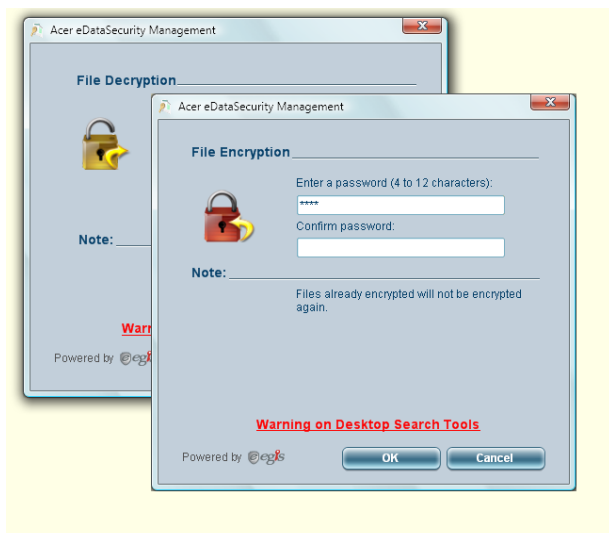 Acer eDataSecurity Management
File Decryption
Note:
Powered by egis
Acer eDataSecurity Management
File Encryption
Enter a password (4 to 12 characters):
****
Confirm password:
Note:
Files already encrypted will not be encrypted
again.
Warning on Desktop Search Tools
Powered by egis
OK
Cancel